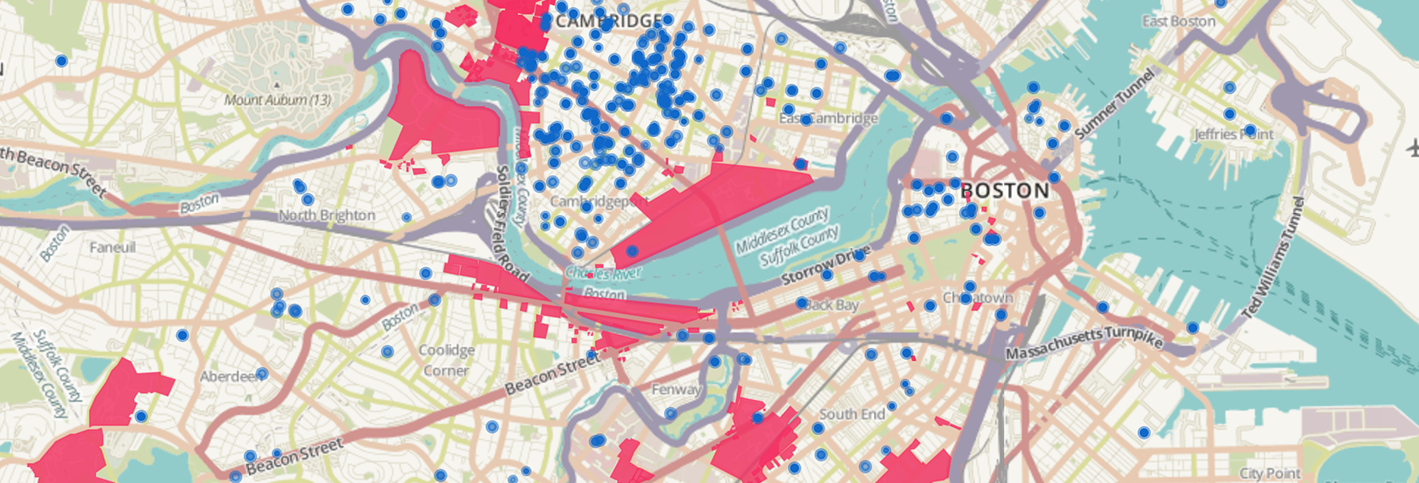 CAMBRIDGE
East Boston
Mount Auburn (13)
Sumner Tunnel
East Cambridge
Jeffries Point
th Beacon Street
BOSTON
Boston
North Brighton
Cambridgeport
Soldiers Field Road
Middlesex County
Suffolk County
Boston
Faneuil
Storrow Drive
Ted Williams Tunnel
Charles River
Boston
Back Bay
Chinatown
Boston
Massachusetts Turnpike
Suffolk County
Middlesex County
Coolidge
Corner
Aberdeen
Beacon Street
Fenway
South End
Beacon Street
City Point